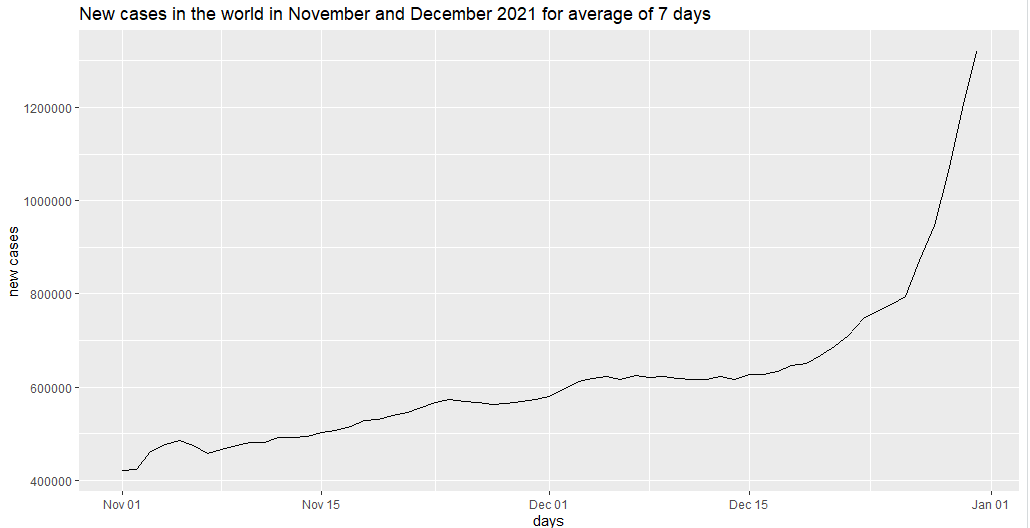 New cases in the world in November and December 2021 for average of 7 days
new cases
1200000
1000000
800000
600000
400000
Nov 01 Nov 15 Dec 01 Dec 15 Jan 01
days